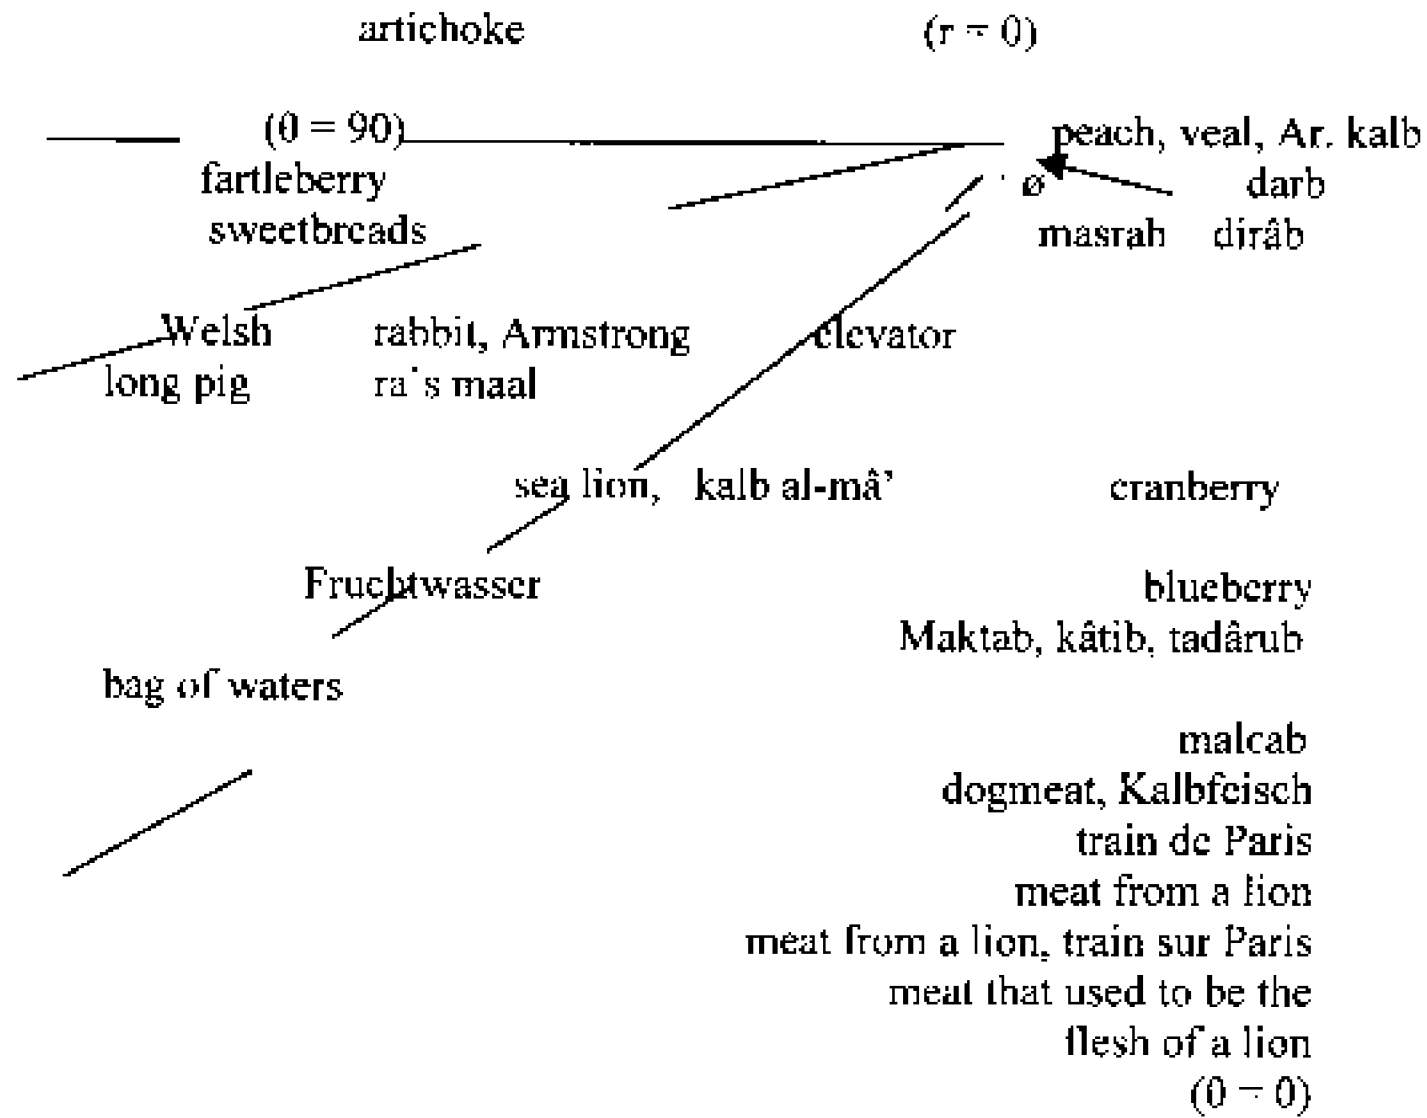 artichoke (r = 0)
(θ = 90) peach, veal, Ar. kalb
fartleberry ø darb
sweetbreads masrah dirâb
Welsh rabbit, Armstrong elevator
long pig ra's maal
sea lion, kalb al-mâ' cranberry
Fruchtwasser blueberry
Maktab, kâtib, tadârub
bag of waters
malcab
dogmeat, Kalbfeisch
train de Paris
meat from a lion
meat from a lion, train sur Paris
meat that used to be the
flesh of a lion
(θ = 0)